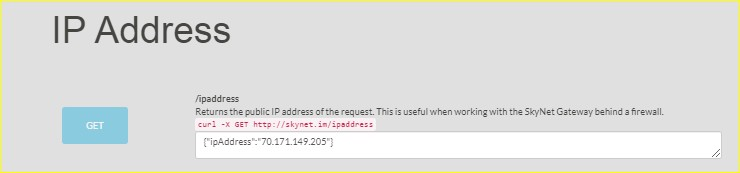 IP Address
/ipaddress
Returns the public IP address of the request. This is useful when working with the SkyNet Gateway behind a firewall.
GET
curl -X GET http://skynet.im/ipaddress
{"ipAddress":"70.171.149.205"}